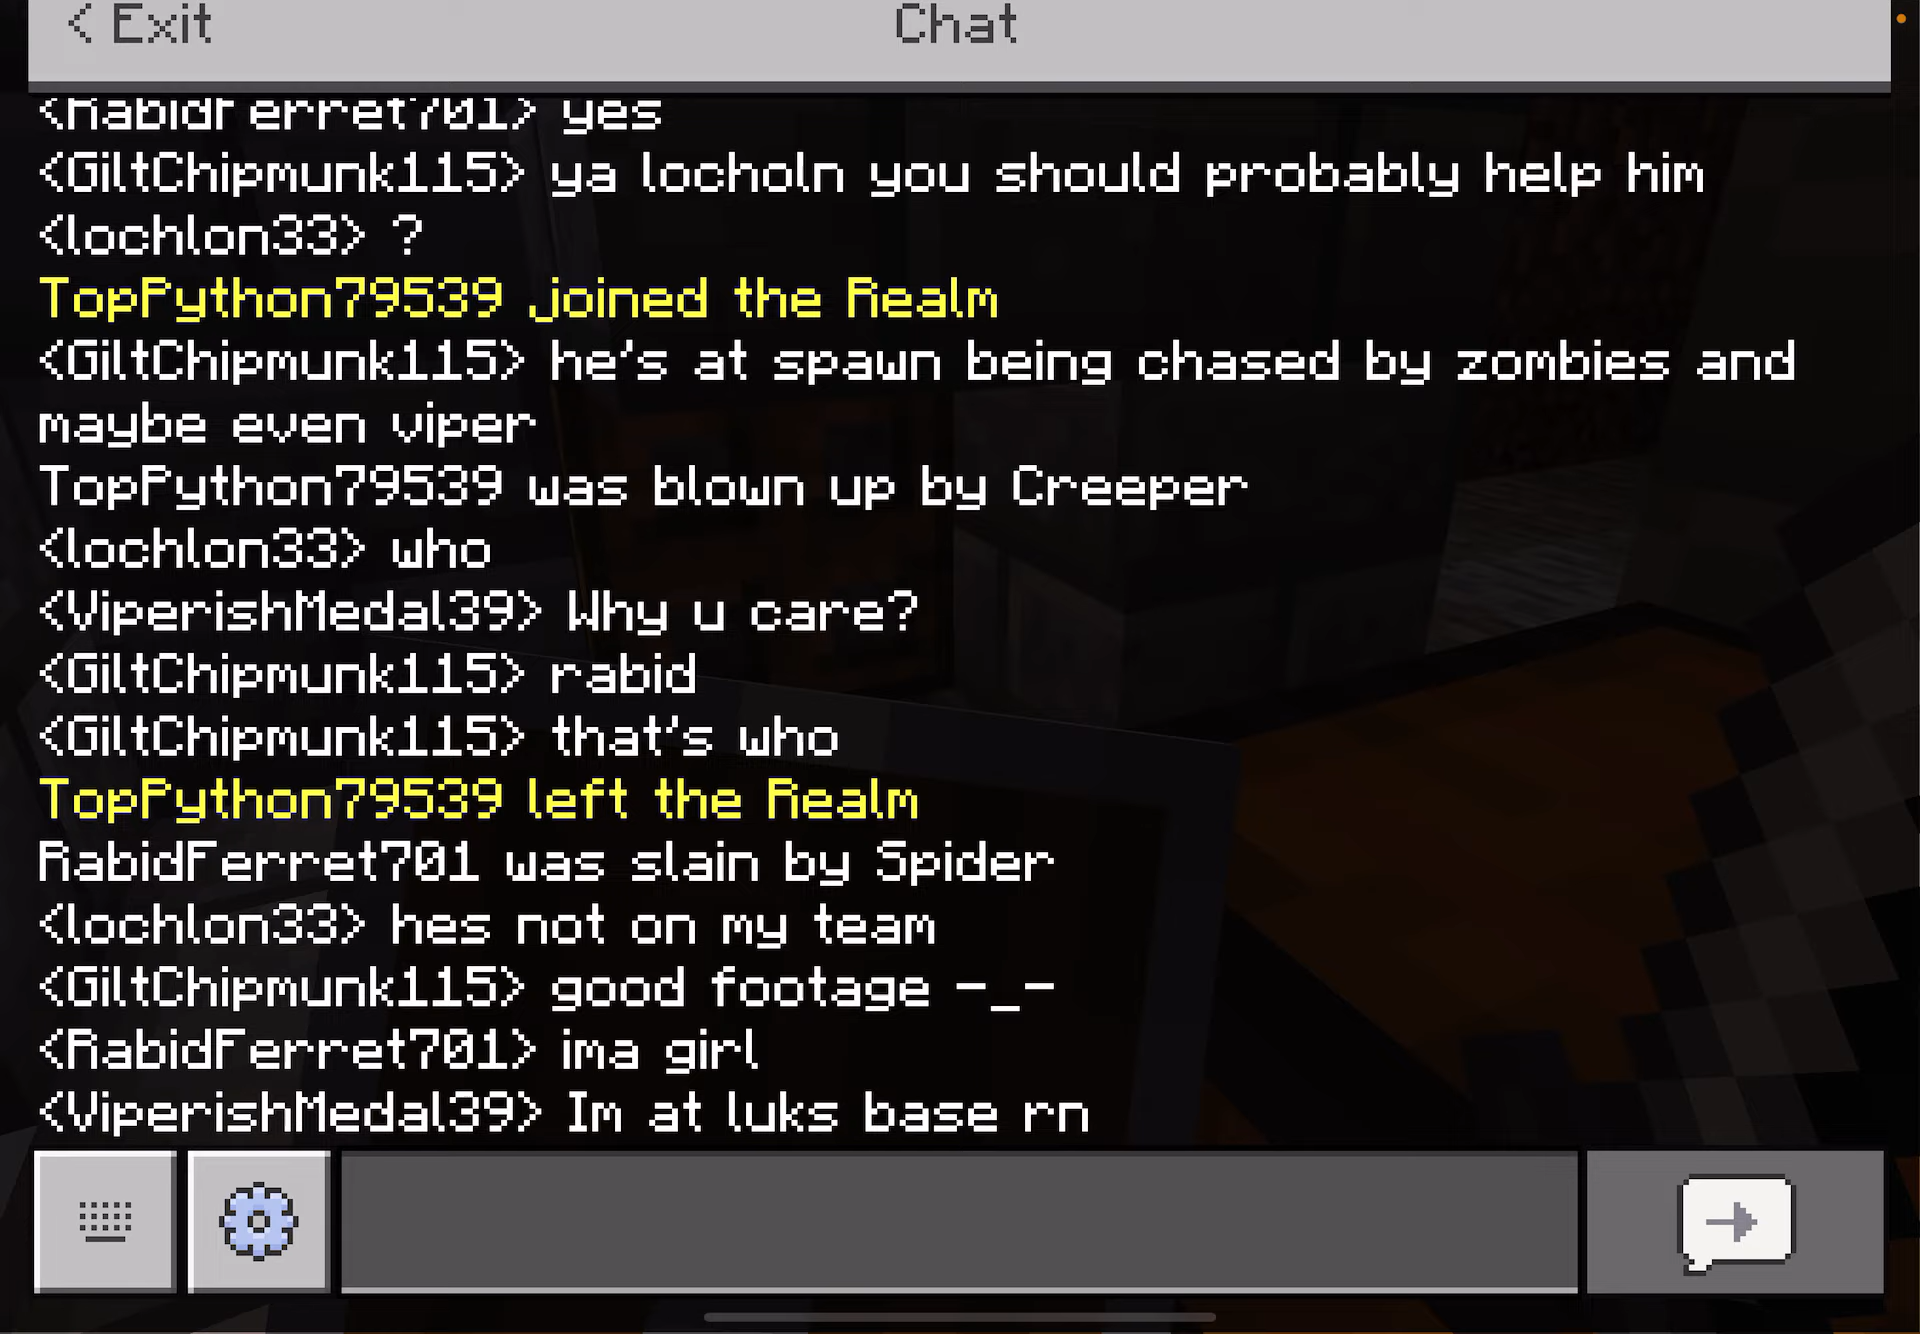 < Exit
Chat
<RabidFerret701> yes
<GiltChipmunk115> ya locholn you should probably help him
<lochlon33> ?
TopPython79539 joined the Realm
<GiltChipmunk115> he's at spawn being chased by zombies and
maybe even viper
TopPython79539 was blown up by Creeper
<lochlon33> who
<ViperishMedal39> Why u care?
<GiltChipmunk115> rabid
<GiltChipmunk115> that's who
TopPython79539 left the Realm
RabidFerret701 was slain by Spider
<lochlon33> hes not on my team
<GiltChipmunk115> good footage -_-
<RabidFerret701> ima girl
<ViperishMedal39> Im at luks base rn